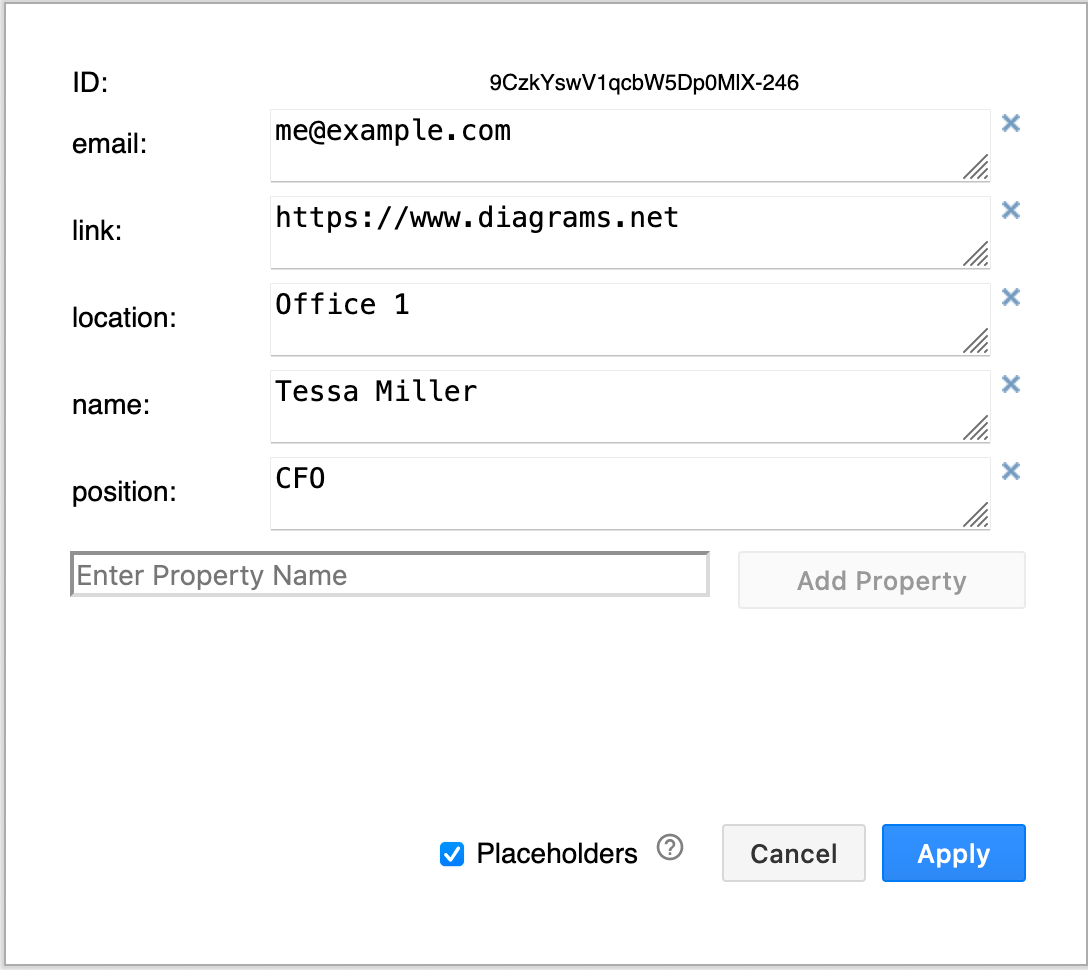 ID: 9CzkYswV1qcbW5Dp0MlX-246
email: me@example.com
link: https://www.diagrams.net
location: Office 1
name: Tessa Miller
position: CFO
Enter Property Name Add Property
Placeholders ? Cancel Apply